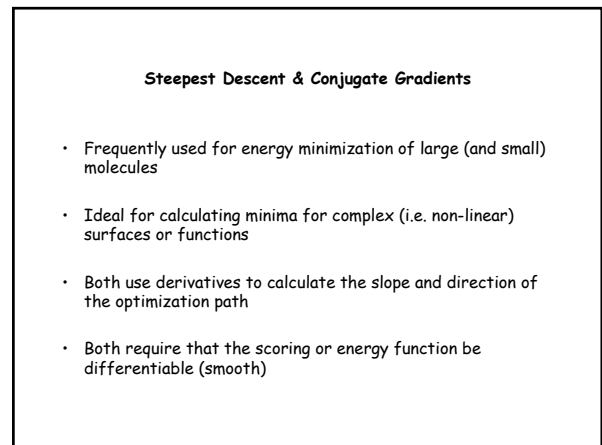 Steepest Descent & Conjugate Gradients
• Frequently used for energy minimization of large (and small)
molecules
• Ideal for calculating minima for complex (i.e. non-linear)
surfaces or functions
• Both use derivatives to calculate the slope and direction of
the optimization path
• Both require that the scoring or energy function be
differentiable (smooth)